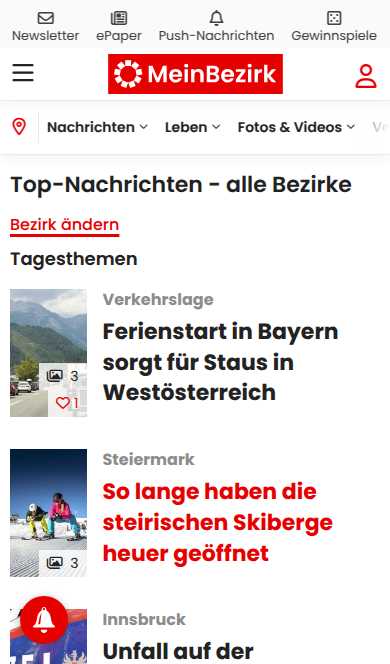 Newsletter
ePaper
Push-Nachrichten
Gewinnspiele
MeinBezirk
Nachrichten
Leben
Fotos & Videos
Top-Nachrichten - alle Bezirke
Bezirk ändern
Tagesthemen
Verkehrslage
Ferienstart in Bayern
sorgt für Staus in
Westösterreich
3
1
Steiermark
So lange haben die
steirischen Skiberge
heuer geöffnet
3
Innsbruck
Unfall auf der